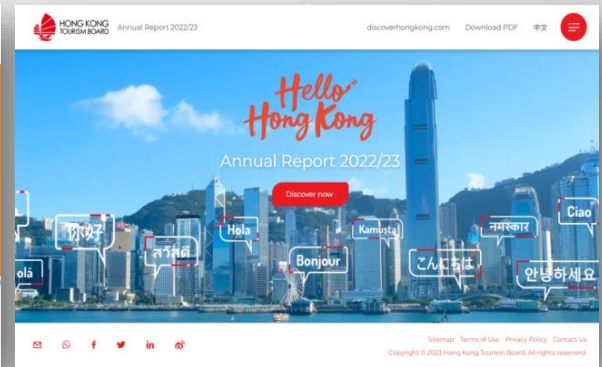 HONG KONG
TOURISM BOARD
Annual Report 2022/23
discoverhongkong.com
Download PDF
中文
Hello
Hong Kong
Annual Report 2022/23
Discover now
你好
สวัสดี
Hola
Bonjour
Kamusta
こんにちは
नमस्कार
Ciao
olá
안녕하세요
Sitemap Terms of Use Privacy Policy Contact Us
Copyright © 2023 Hong Kong Tourism Board. All rights reserverd.